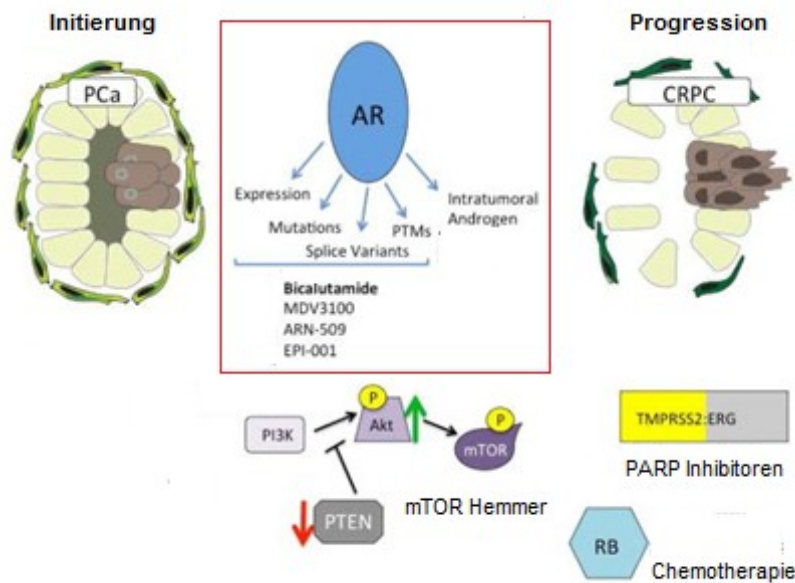 Initierung
Progression
PCa
AR
CRPC
Expression
Mutations
Splice Variants
PTMs
Intratumoral
Androgen
Bicalutamide
MDV3100
ARN-509
EPI-001
P
PI3K
Akt
P
mTOR
PTEN
mTOR Hemmer
TMPRSS2:ERG
PARP Inhibitoren
RB
Chemotherapie